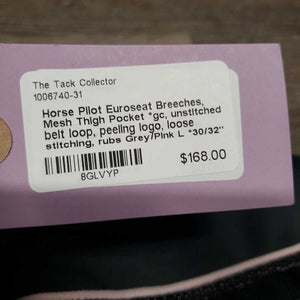 The Tack Collector
1006740-31
Horse Pilot Euroseat Breeches,
Mesh Thigh Pocket *gc, unstitched
belt loop, peeling logo, loose
stitching, rubs Grey/Pink L *30/32"
$168.00
BGLVYP